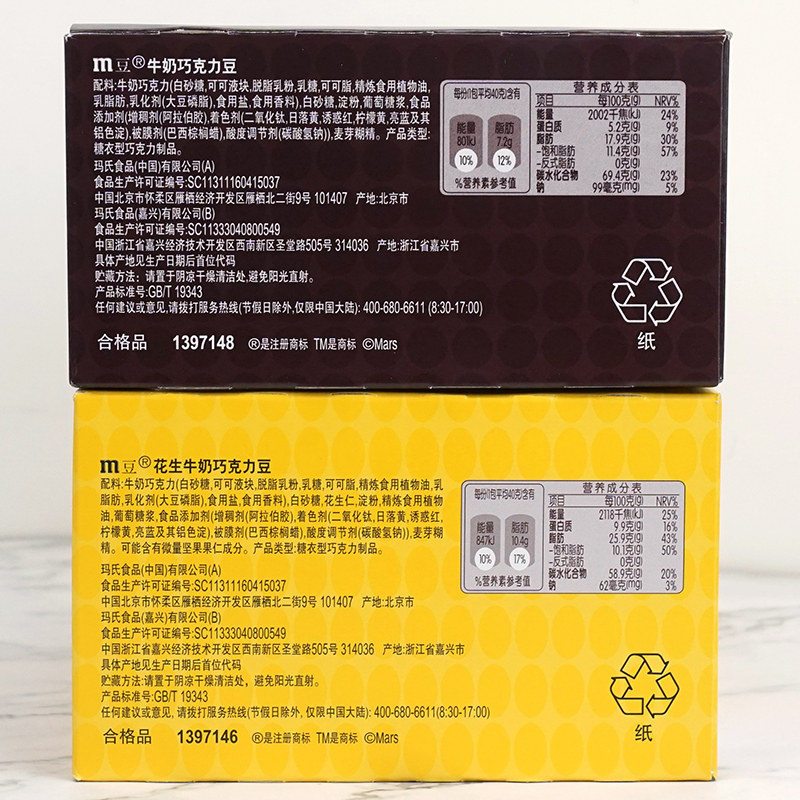 m豆®牛奶巧克力豆
配料:牛奶巧克力(白砂糖,可可液块,脱脂乳粉,乳糖,可可脂,精炼食用植物油,
乳脂肪,乳化剂(大豆磷脂),食用盐,食用香料),白砂糖,淀粉,葡萄糖浆,食品
添加剂(增稠剂(阿拉伯胶),着色剂(二氧化钛,日落黄,诱惑红,柠檬黄,亮蓝及其
铝色淀),被膜剂(巴西棕榈蜡),酸度调节剂(碳酸氢钠)),麦芽糊精。产品类型:
糖衣型巧克力制品。
玛氏食品(中国)有限公司(A)
食品生产许可证编号:SC11311160415037
中国北京市怀柔区雁栖经济开发区雁栖北二街9号 101407 产地:北京市
玛氏食品(嘉兴)有限公司(B)
食品生产许可证编号:SC11333040800549
中国浙江省嘉兴经济技术开发区西南新区圣堂路505号 314036 产地:浙江省嘉兴市
具体产地见生产日期后首位代码
贮藏方法：请置于阴凉干燥清洁处,避免阳光直射。
产品标准号:GB/T 19343
任何建议或意见,请拨打服务热线(节假日除外,仅限中国大陆): 400-680-6611 (8:30-17:00)
合格品 1397148 ®是注册商标 TM是商标 ©Mars
每份(1包平均40克)含有
能量 脂肪
801kJ 7.2g
10% 12%
%营养素参考值
营养成分表
项目 每100克(g) NRV%
能量 2002千焦(kJ) 24%
蛋白质 5.2克(g) 9%
脂肪 17.9克(g) 30%
-饱和脂肪 11.4克(g) 57%
-反式脂肪 0克(g)
碳水化合物 69.4克(g) 23%
钠 99毫克(mg) 5%
纸
m豆®花生牛奶巧克力豆
配料:牛奶巧克力(白砂糖,可可液块,脱脂乳粉,乳糖,可可脂,精炼食用植物油,乳
脂肪,乳化剂(大豆磷脂),食用盐,食用香料),白砂糖,花生仁,淀粉,精炼食用植物
油,葡萄糖浆,食品添加剂(增稠剂(阿拉伯胶),着色剂(二氧化钛,日落黄,诱惑红,
柠檬黄,亮蓝及其铝色淀),被膜剂(巴西棕榈蜡),酸度调节剂(碳酸氢钠)),麦芽糊
精。可能含有微量坚果果仁成分。产品类型:糖衣型巧克力制品。
玛氏食品(中国)有限公司(A)
食品生产许可证编号:SC11311160415037
中国北京市怀柔区雁栖经济开发区雁栖北二街9号 101407 产地:北京市
玛氏食品(嘉兴)有限公司(B)
食品生产许可证编号:SC11333040800549
中国浙江省嘉兴经济技术开发区西南新区圣堂路505号 314036 产地:浙江省嘉兴市
具体产地见生产日期后首位代码
贮藏方法:请置于阴凉干燥清洁处，避免阳光直射。
产品标准号:GB/T 19343
任何建议或意见, 请拨打服务热线(节假日除外, 仅限中国大陆): 400-680-6611(8:30-17:00)
合格品 1397146 ®是注册商标 TM是商标 ©Mars
每份(1包平均40克)含有
能量 脂肪
847kJ 10.4g
10% 17%
%营养素参考值
营养成分表
项目 每100克(g) NRV%
能量 2118千焦(kJ) 25%
蛋白质 9.9克(g) 16%
脂肪 25.9克(g) 43%
-饱和脂肪 10.1克(g) 50%
-反式脂肪 0克(g)
碳水化合物 58.9克(g) 20%
钠 62毫克(mg) 3%
纸